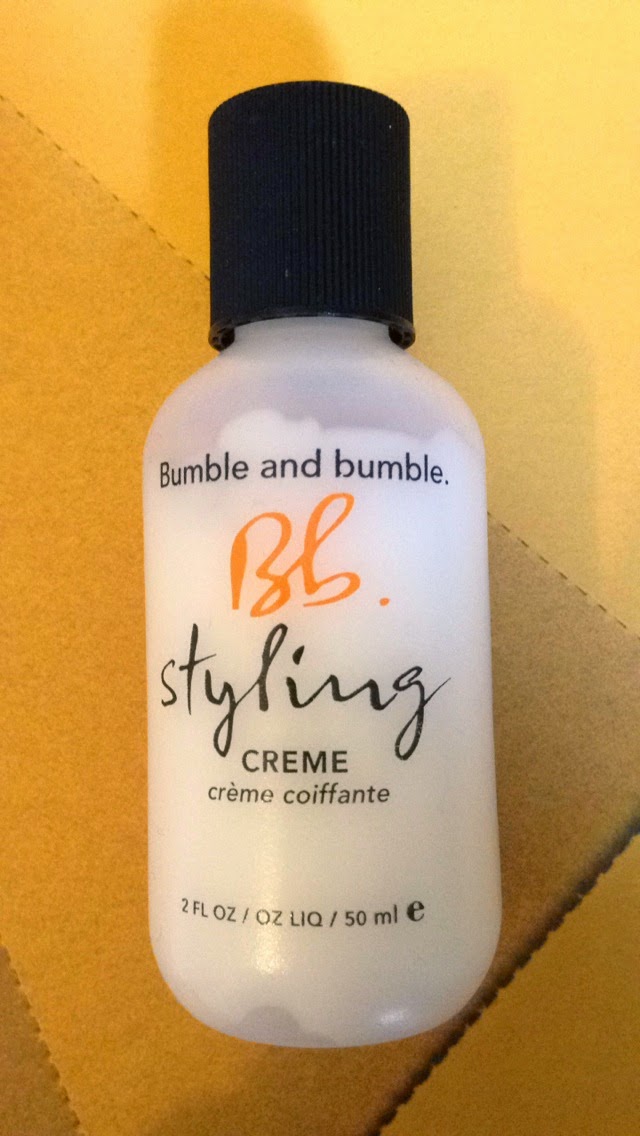 Bumble and bumble.
Bb.
styling
CREME
crème coiffante
2 FL OZ / OZ LIQ / 50 ml ℮